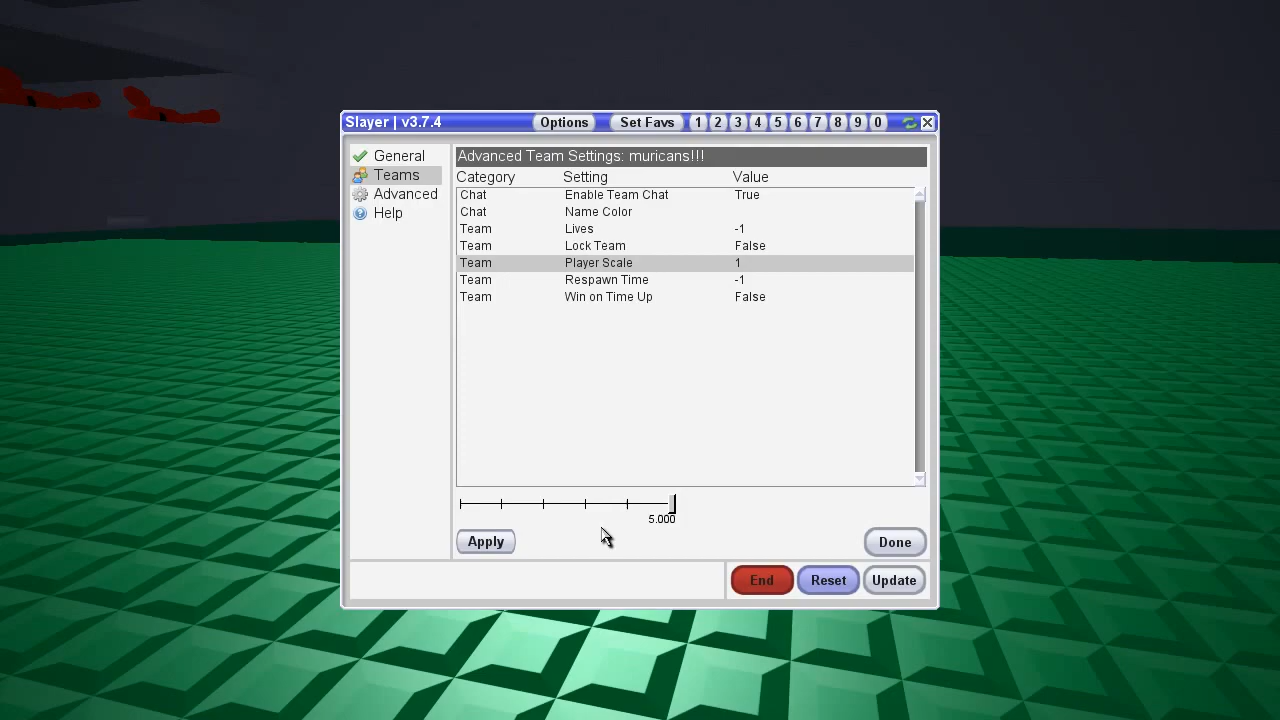 Slayer | v3.7.4 Options Set Favs 1 2 3 4 5 6 7 8 9 0
General
Teams
Advanced
Help
Advanced Team Settings: muricans!!!
Category Setting Value
Chat Enable Team Chat True
Chat Name Color
Team Lives -1
Team Lock Team False
Team Player Scale 1
Team Respawn Time -1
Team Win on Time Up False
5.000
Apply Done
End Reset Update